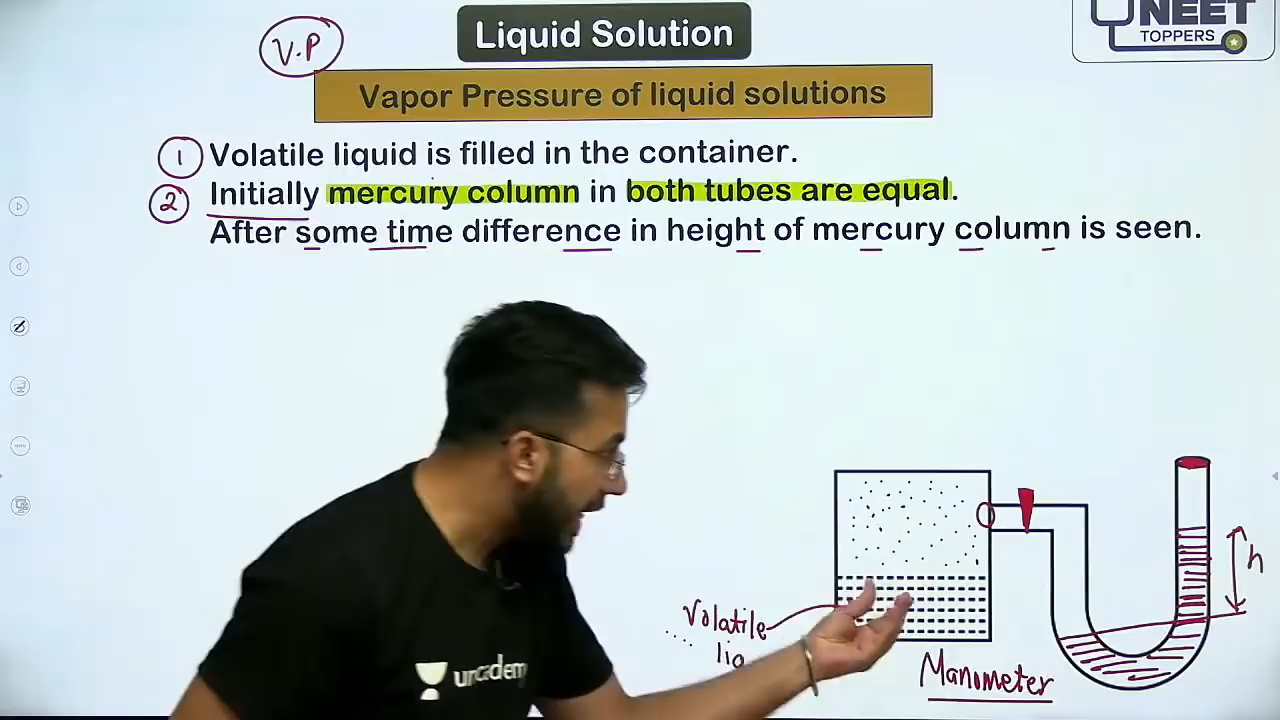 V.P
Liquid Solution
NEET
TOPPERS
Vapor Pressure of liquid solutions
1 Volatile liquid is filled in the container.
2 Initially mercury column in both tubes are equal.
After some time difference in height of mercury column is seen.
h
Volatile
liq
Manometer
unacademy